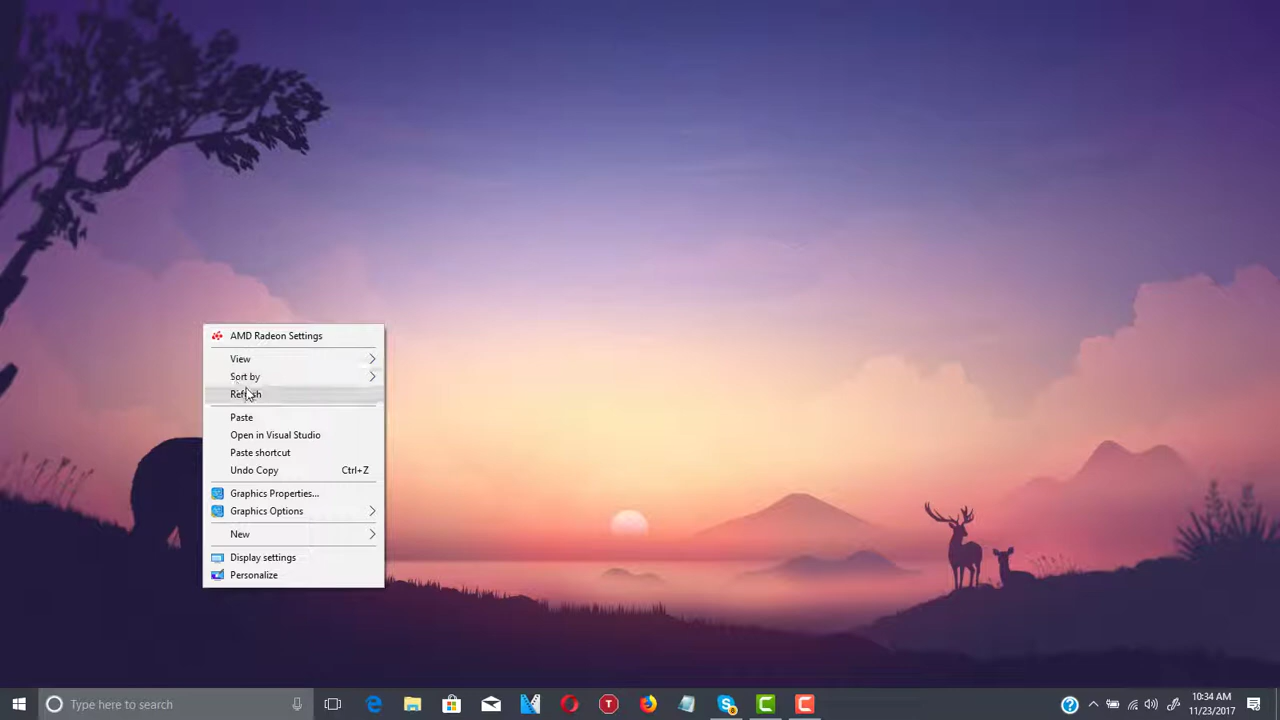 AMD Radeon Settings
View
Sort by
Refresh
Paste
Open in Visual Studio
Paste shortcut
Undo Copy Ctrl+Z
Graphics Properties...
Graphics Options
New
Display settings
Personalize
Type here to search
:34 AM
11/23/2017